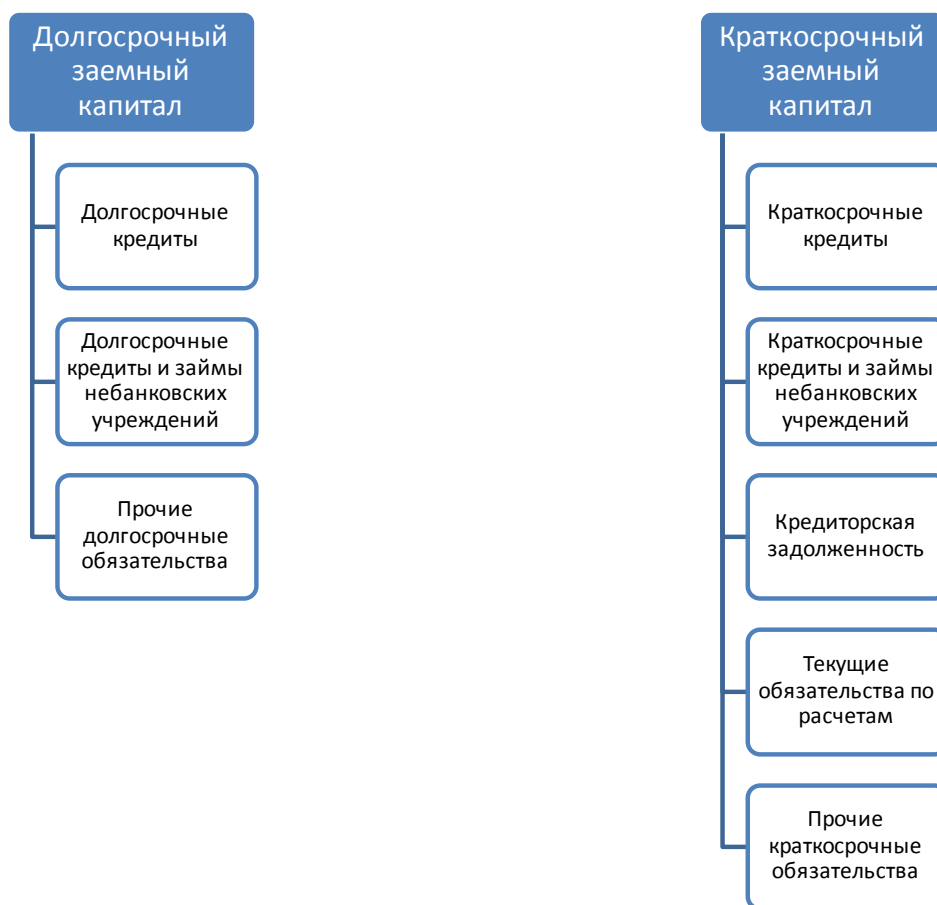 Долгосрочный
заемный
капитал
Долгосрочные
кредиты
Долгосрочные
кредиты и займы
небанковских
учреждений
Прочие
долгосрочные
обязательства
Краткосрочный
заемный
капитал
Краткосрочные
кредиты
Краткосрочные
кредиты и займы
небанковских
учреждений
Кредиторская
задолженность
Текущие
обязательства по
расчетам
Прочие
краткосрочные
обязательства